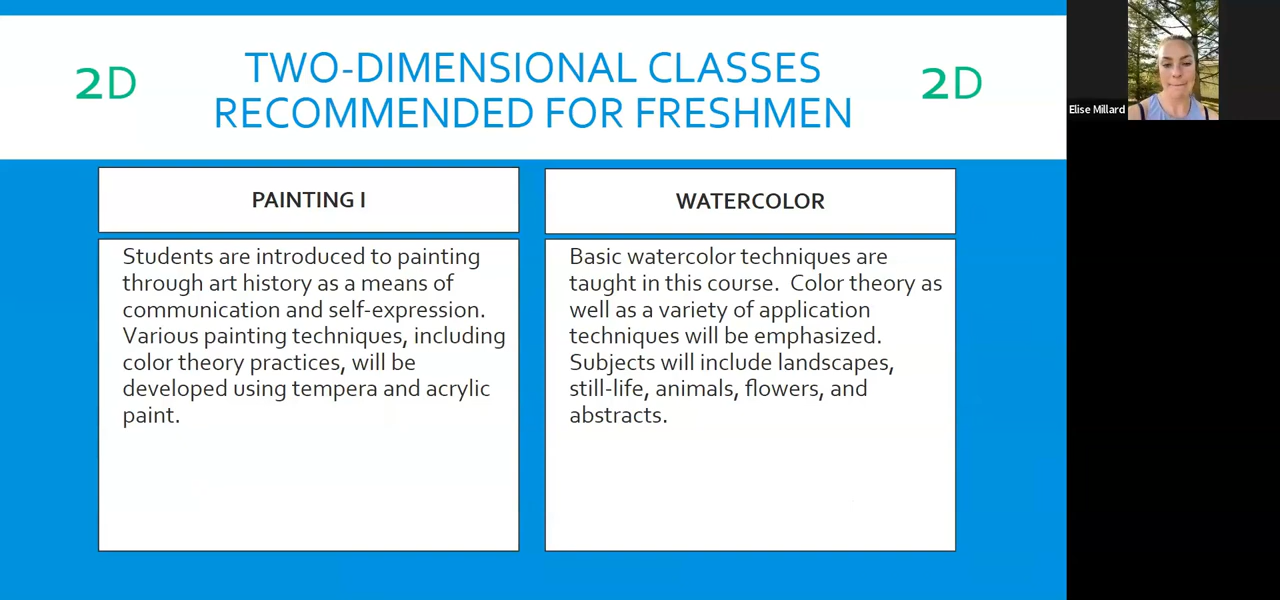 2D
TWO-DIMENSIONAL CLASSES
RECOMMENDED FOR FRESHMEN
2D
Elise Millard
PAINTING I
Students are introduced to painting
through art history as a means of
communication and self-expression.
Various painting techniques, including
color theory practices, will be
developed using tempera and acrylic
paint.
WATERCOLOR
Basic watercolor techniques are
taught in this course.  Color theory as
well as a variety of application
techniques will be emphasized.
Subjects will include landscapes,
still-life, animals, flowers, and
abstracts.